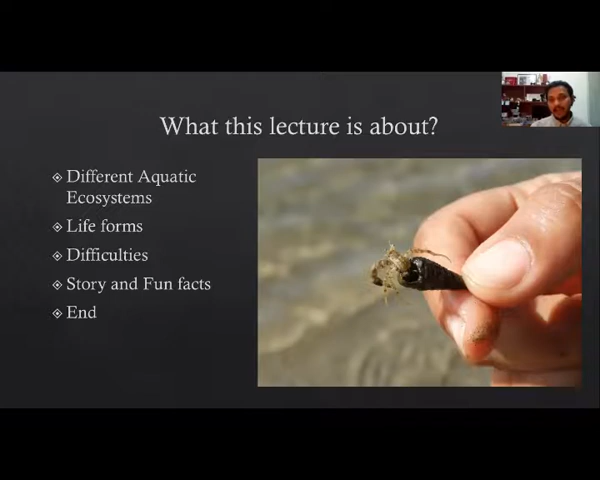 What this lecture is about?
Different Aquatic
Ecosystems
Life forms
Difficulties
Story and Fun facts
End